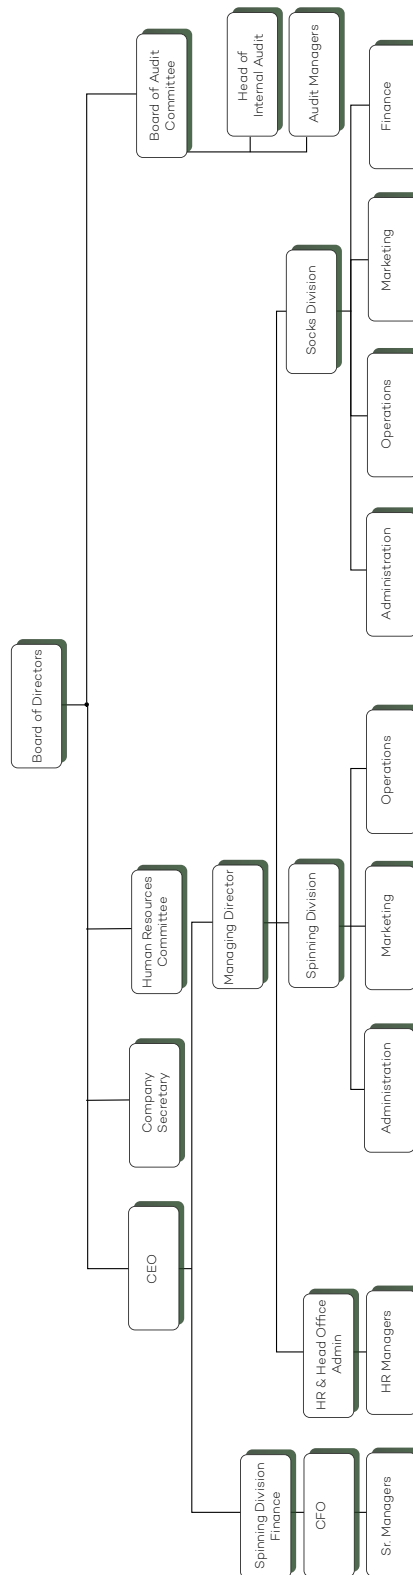 Board of Directors
CEO
Company
Secretary
Human Resources
Committee
Board of Audit
Committee
Head of
Internal Audit
Audit Managers
Managing Director
Spinning Division
Finance
CFO
Sr. Managers
HR & Head Office
Admin
HR Managers
Spinning Division
Administration
Marketing
Operations
Socks Division
Administration
Operations
Marketing
Finance